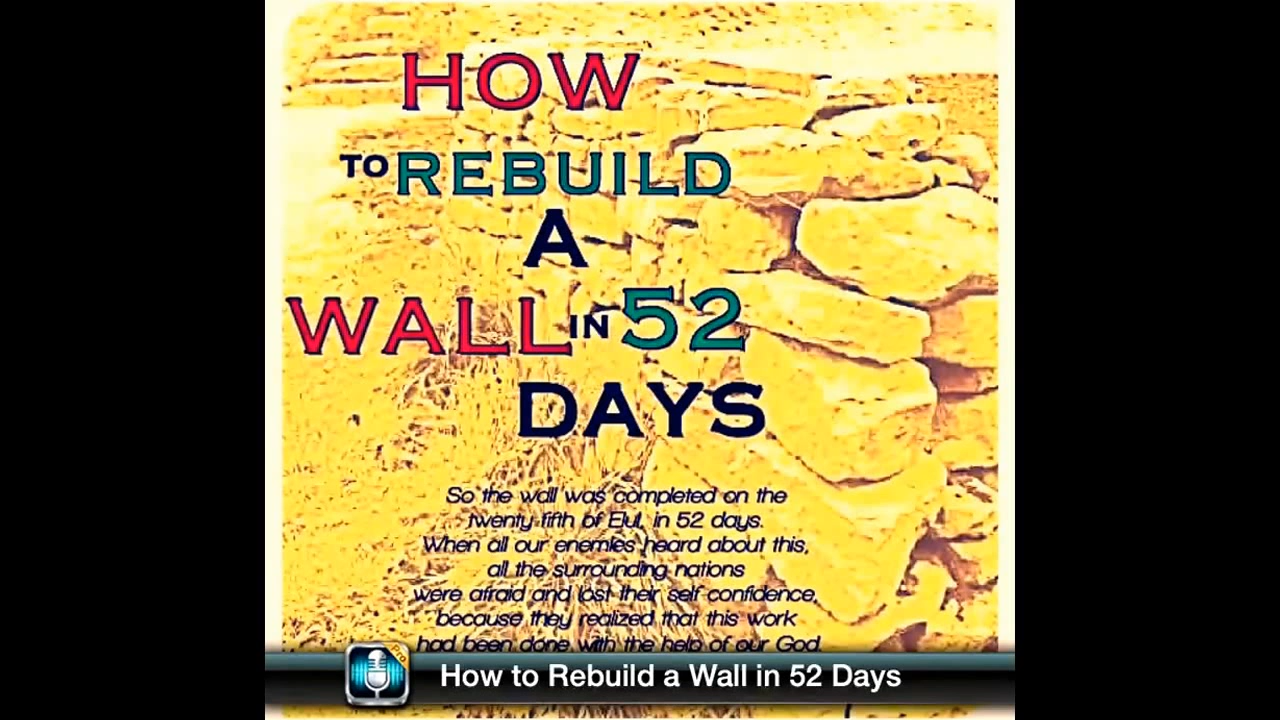 HOW
TO REBUILD
A
WALL IN 52
DAYS
So the wall was completed on the
twenty fifth of Elul, in 52 days.
When all our enemies heard about this,
all the surrounding nations
were afraid and lost their self confidence,
because they realized that this work
had been done with the help of our God.
Pro
How to Rebuild a Wall in 52 Days